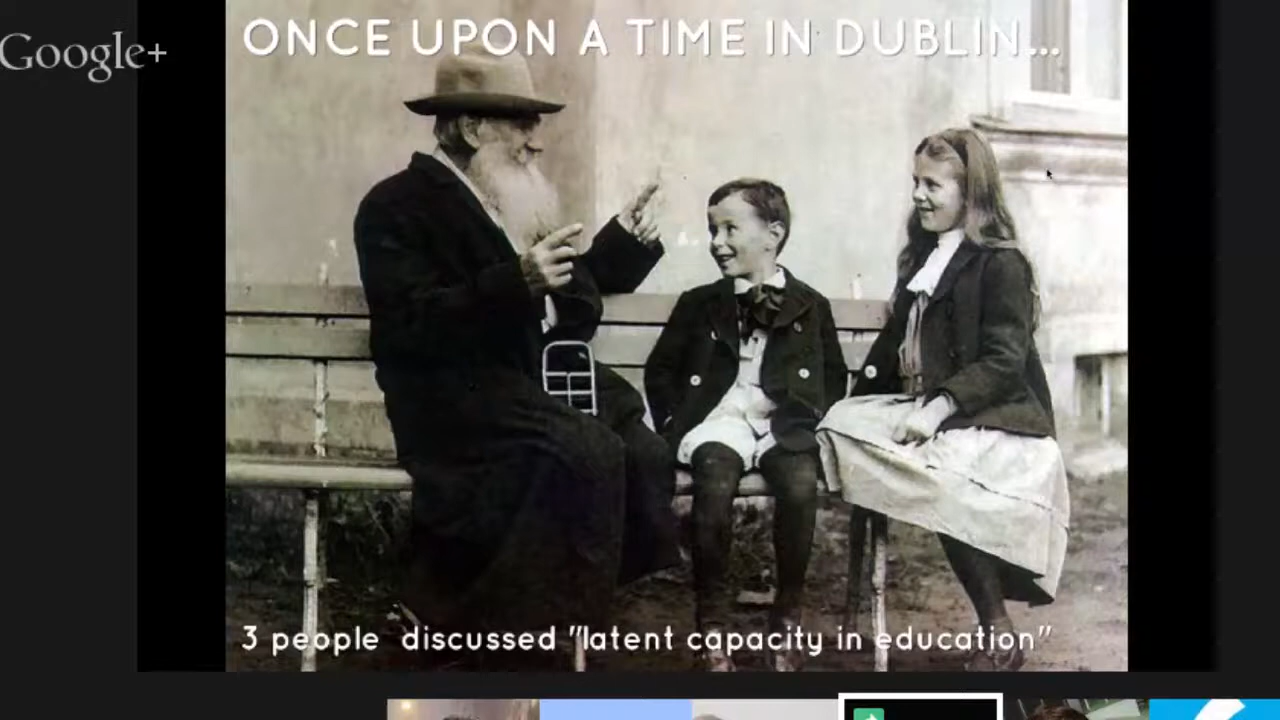 Google+
ONCE UPON A TIME IN DUBLIN...
3 people discussed "latent capacity in education"